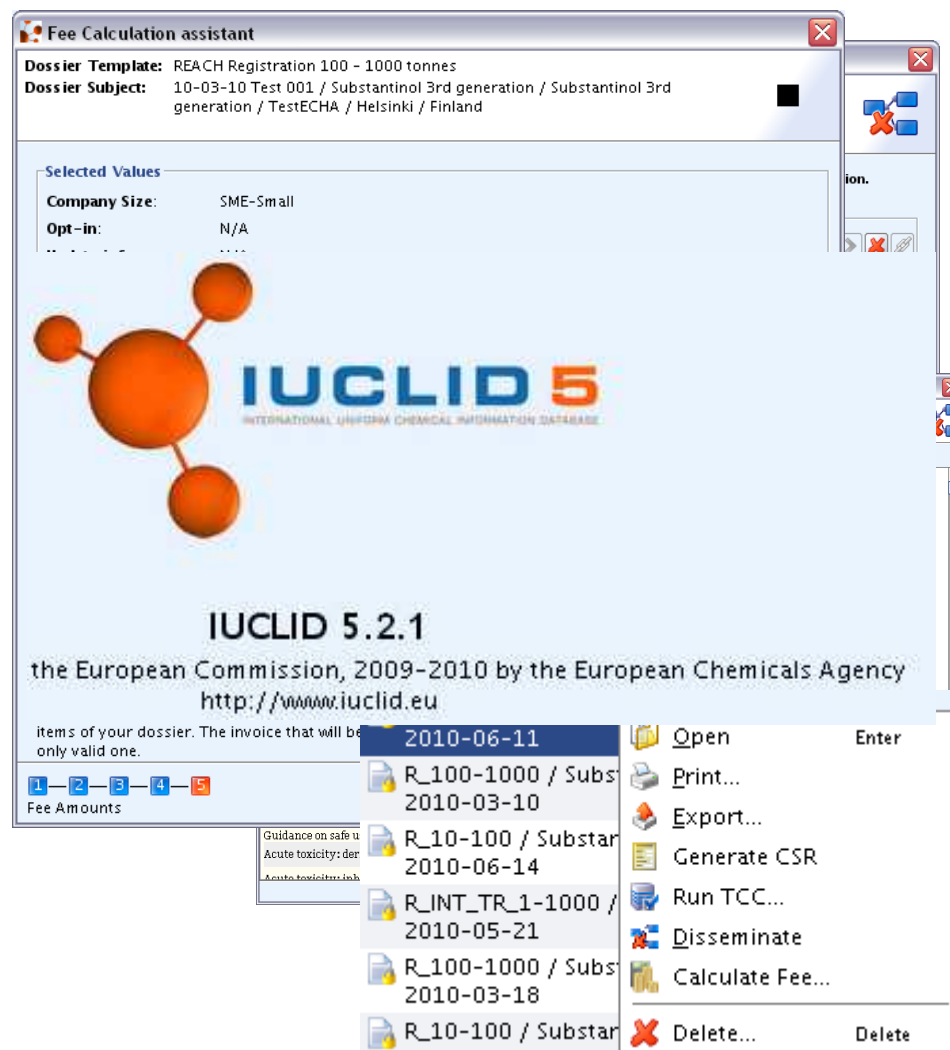 Fee Calculation assistant
Dossier Template: REACH Registration 100 - 1000 tonnes
Dossier Subject: 10-03-10 Test 001 / Substantinol 3rd generation / Substantinol 3rd
generation / TestECHA / Helsinki / Finland
Selected Values
ion.
Company Size: SME-Small
Opt-in: N/A
IUCLID 5
INTERNATIONAL UNIFORM CHEMICAL INFORMATION DATABASE
IUCLID 5.2.1
the European Commission, 2009-2010 by the European Chemicals Agency
http://www.iuclid.eu
items of your dossier. The invoice that will be
only valid one.
1 2 3 4 5
Fee Amounts
Guidance on safe u
Acute toxicity: der
Acute toxicity: inh
2010-06-11
R_100-1000 / Subs
2010-03-10
R_10-100 / Substar
2010-06-14
R_INT_TR_1-1000 /
2010-05-21
R_100-1000 / Subs
2010-03-18
R_10-100 / Substar
Open Enter
Print...
Export...
Generate CSR
Run TCC...
Disseminate
Calculate Fee...
Delete... Delete